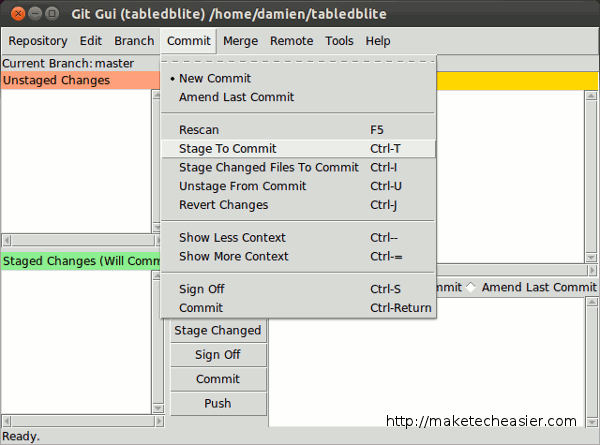 Git Gui (tabledblite) /home/damien/tabledblite
Repository Edit Branch Commit Merge Remote Tools Help
Current Branch: master
Unstaged Changes
• New Commit
Amend Last Commit
Rescan F5
Stage To Commit Ctrl-T
Stage Changed Files To Commit Ctrl-I
Unstage From Commit Ctrl-U
Revert Changes Ctrl-J
Show Less Context Ctrl--
Show More Context Ctrl-=
Staged Changes (Will Comm
Sign Off Ctrl-S
mmit Amend Last Commit
Commit Ctrl-Return
Stage Changed
Sign Off
Commit
Push
http://maketecheasier.com
Ready.